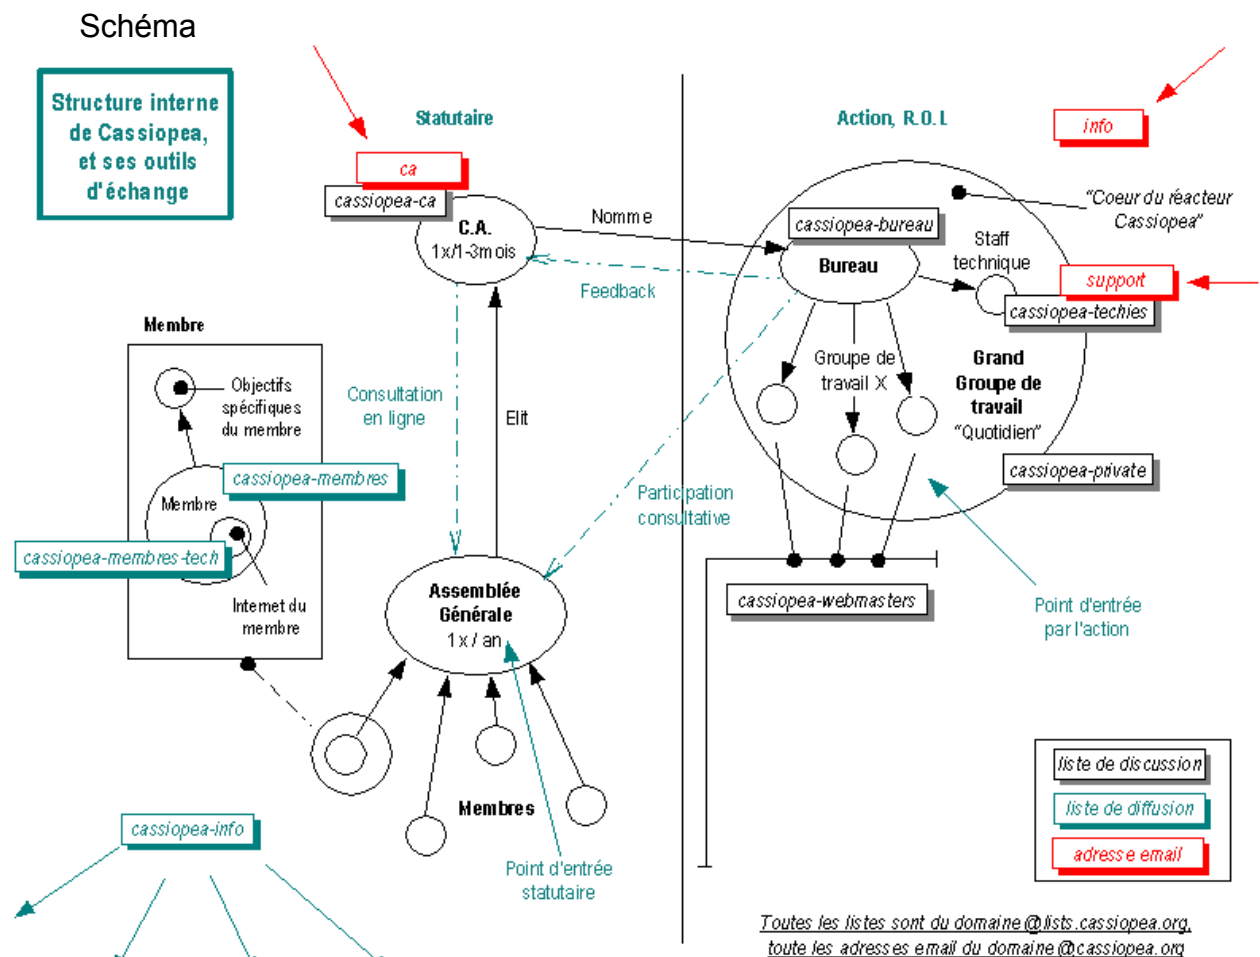 Schéma
Structure interne
de Cassiopea,
et ses outils
d'échange
Statutaire
Action, R.O.I.
ca
cassiopea-ca
C.A.
1x/1-3mois
Nomme
Feedback
info
"Coeur du réacteur
Cassiopea"
cassiopea-bureau
Bureau
Staff
technique
support
cassiopea-techies
Groupe de
travail X
Grand
Groupe de
travail
"Quotidien"
cassiopea-private
Membre
Objectifs
spécifiques
du membre
cassiopea-membres
Membre
cassiopea-membres-tech
Internet du
membre
Consultation
en ligne
Elit
Participation
consultative
Assemblée
Générale
1x / an
cassiopea-webmasters
Point d'entrée
par l'action
Membres
Point d'entrée
statutaire
cassiopea-info
liste de discussion
liste de diffusion
adresse email
Toutes les listes sont du domaine @lists.cassiopea.org,
toute les adresses email du domaine @cassiopea.org